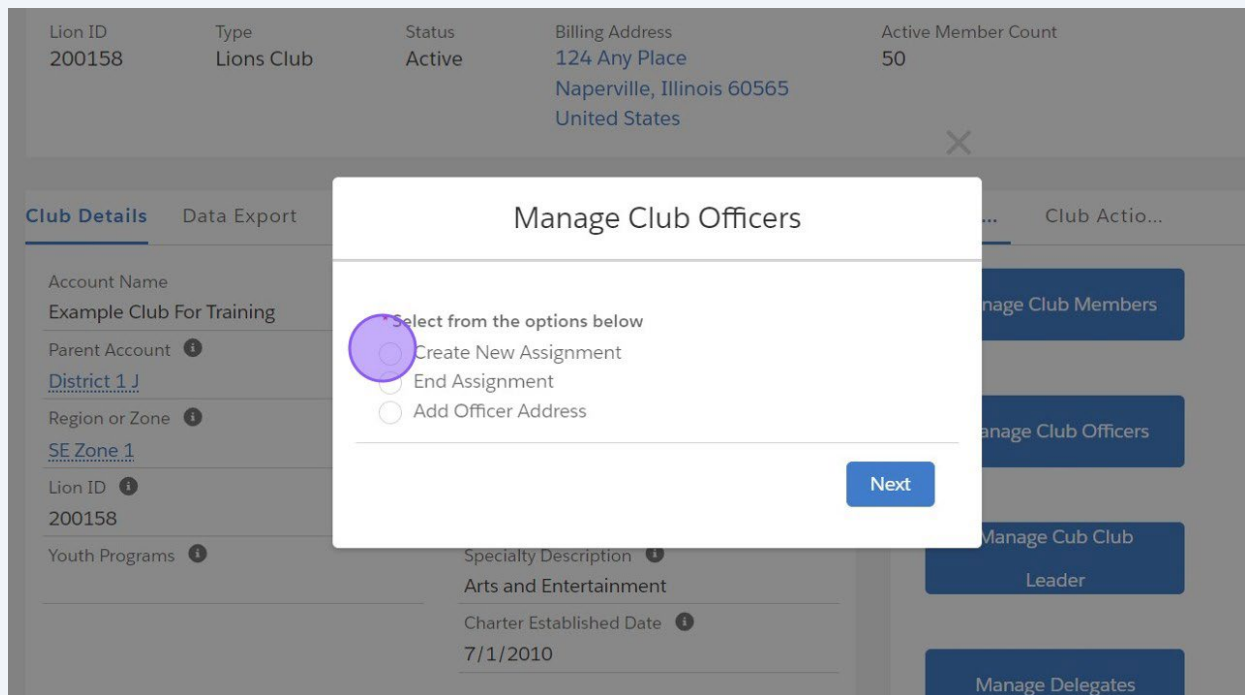 Lion ID
200158
Type
Lions Club
Status
Active
Billing Address
124 Any Place
Naperville, Illinois 60565
United States
Active Member Count
50
Club Details
Data Export
... Club Actio...
Manage Club Officers
* Select from the options below
Create New Assignment
End Assignment
Add Officer Address
Next
Account Name
Example Club For Training
Parent Account
District 1 J
Region or Zone
SE Zone 1
Lion ID
200158
Youth Programs
Specialty Description
Arts and Entertainment
Charter Established Date
7/1/2010
nage Club Members
anage Club Officers
Manage Cub Club
Leader
Manage Delegates